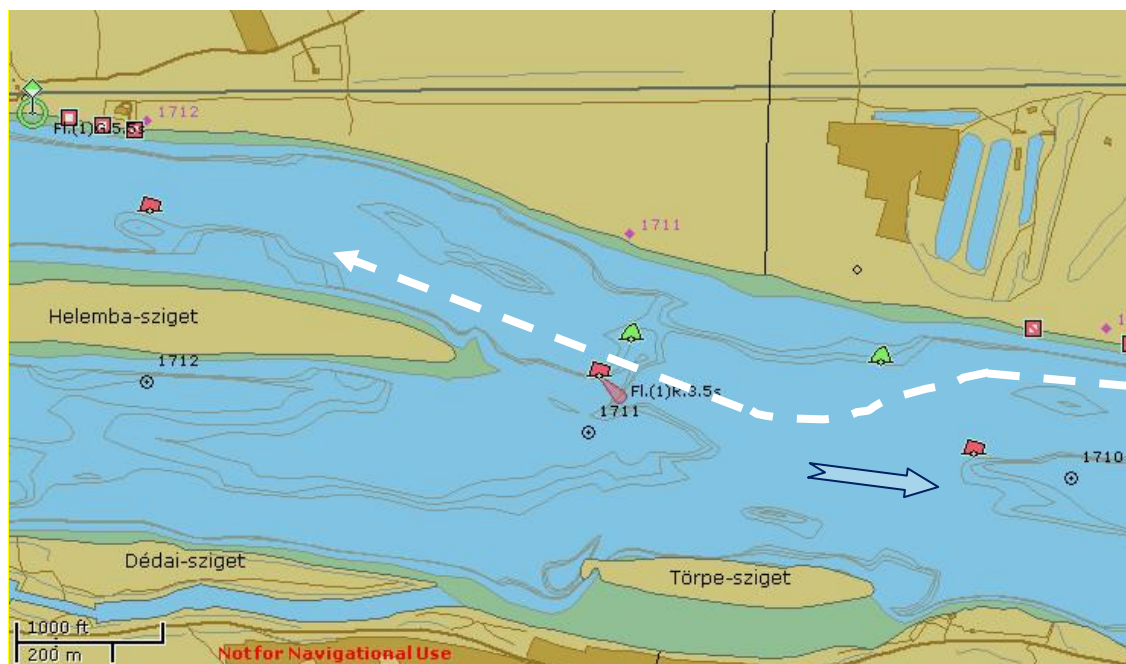 1712
Fl.(1)G.5.5s
1711
Helemba-sziget
1712
Fl.(1)R.3.5s
1711
1710
Dédai-sziget
Törpe-sziget
1000 ft
200 m
Not for Navigational Use